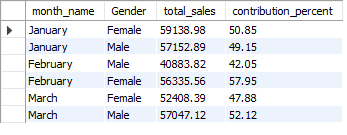 month_name Gender total_sales contribution_percent
January Female 59138.98 50.85
January Male 57152.89 49.15
February Male 40883.82 42.05
February Female 56335.56 57.95
March Female 52408.39 47.88
March Male 57047.12 52.12